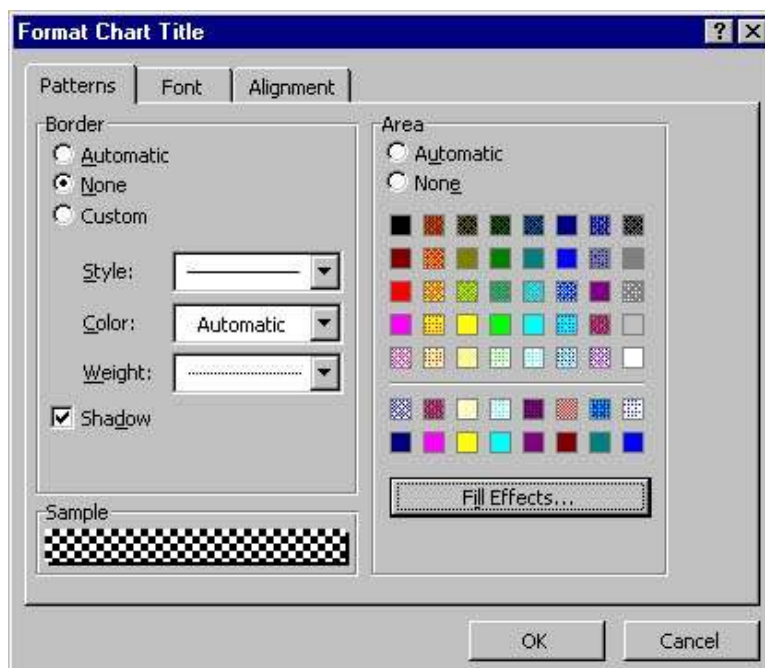 Format Chart Title
Patterns Font Alignment
Border
Automatic
None
Custom
Style:
Color: Automatic
Weight:
Shadow
Sample
Area
Automatic
None
Fill Effects...
OK Cancel